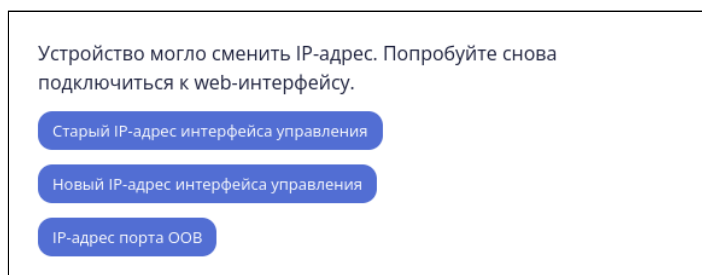 Устройство могло сменить IP-адрес. Попробуйте снова
подключиться к web-интерфейсу.
Старый IP-адрес интерфейса управления
Новый IP-адрес интерфейса управления
IP-адрес порта OOB